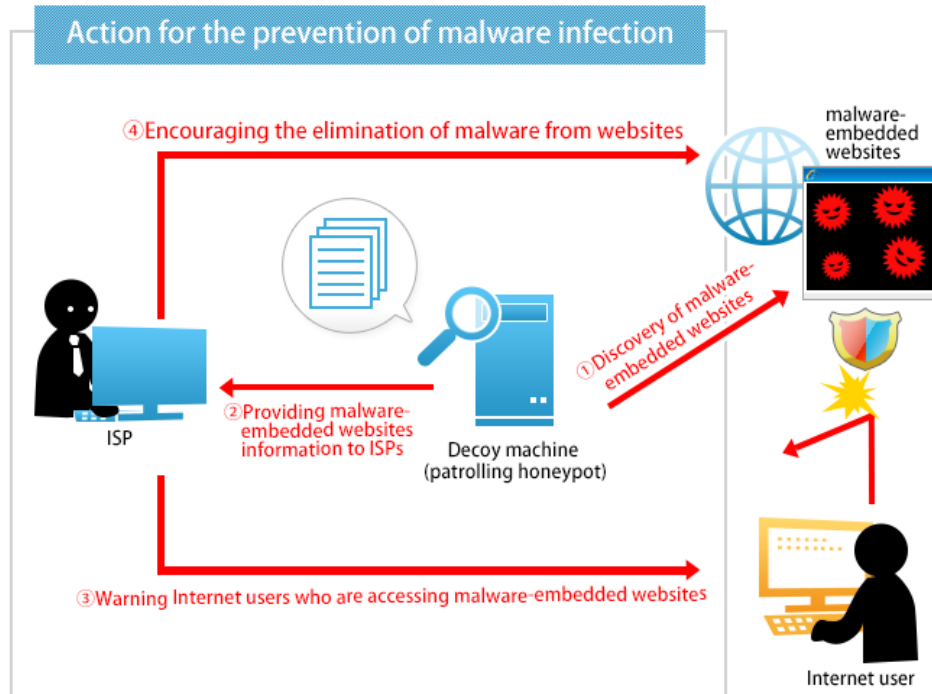 Action for the prevention of malware infection
④Encouraging the elimination of malware from websites
malware-
embedded
websites
①Discovery of malware-
embedded websites
②Providing malware-
embedded websites
information to ISPs
ISP
Decoy machine
(patrolling honeypot)
③Warning Internet users who are accessing malware-embedded websites
Internet user